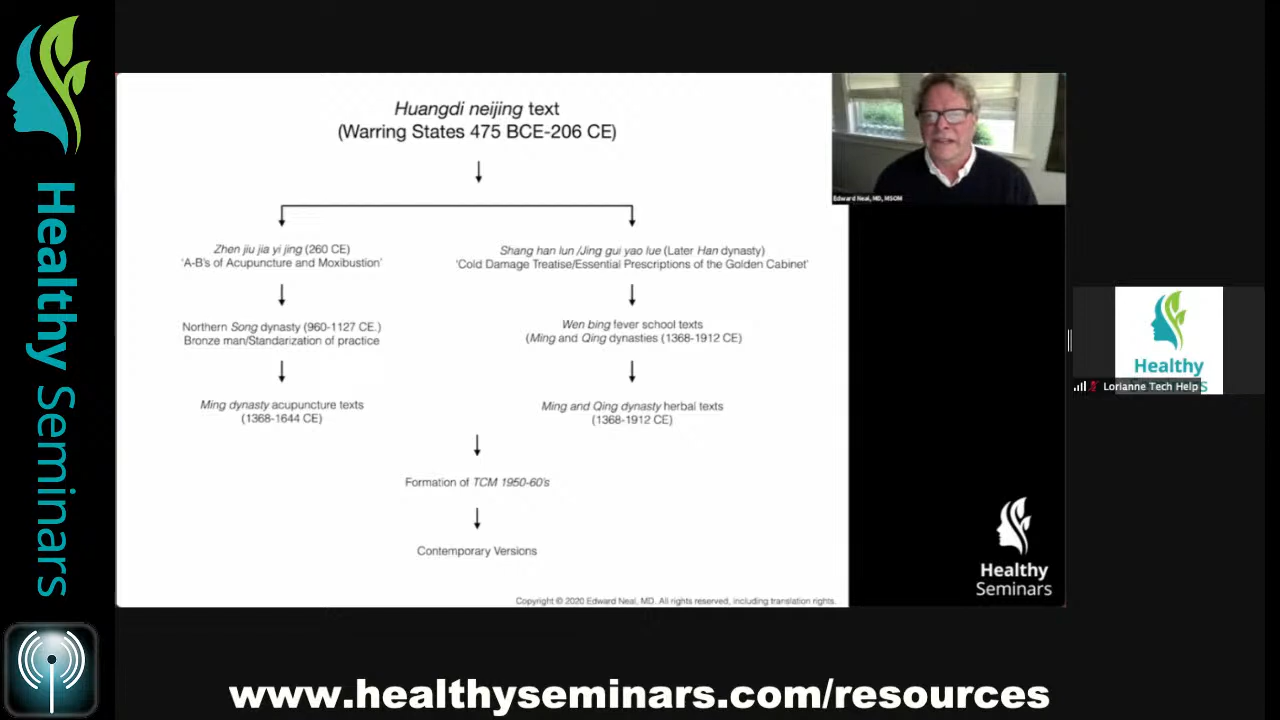 Healthy Seminars
Huangdi neijing text
(Warring States 475 BCE-206 CE)
Zhen jiu jia yi jing (260 CE)
'A-B's of Acupuncture and Moxibustion'
Shang han lun /Jing gui yao lue (Later Han dynasty)
'Cold Damage Treatise/Essential Prescriptions of the Golden Cabinet'
Northern Song dynasty (960-1127 CE.)
Bronze man/Standarization of practice
Wen bing fever school texts
(Ming and Qing dynasties (1368-1912 CE)
Ming dynasty acupuncture texts
(1368-1644 CE)
Ming and Qing dynasty herbal texts
(1368-1912 CE)
Formation of TCM 1950-60's
Contemporary Versions
Copyright © 2020 Edward Neal, MD. All rights reserved, including translation rights.
Edward Neal, MD, MSOM
Healthy
Lorianne Tech Help
Healthy
Seminars
www.healthyseminars.com/resources